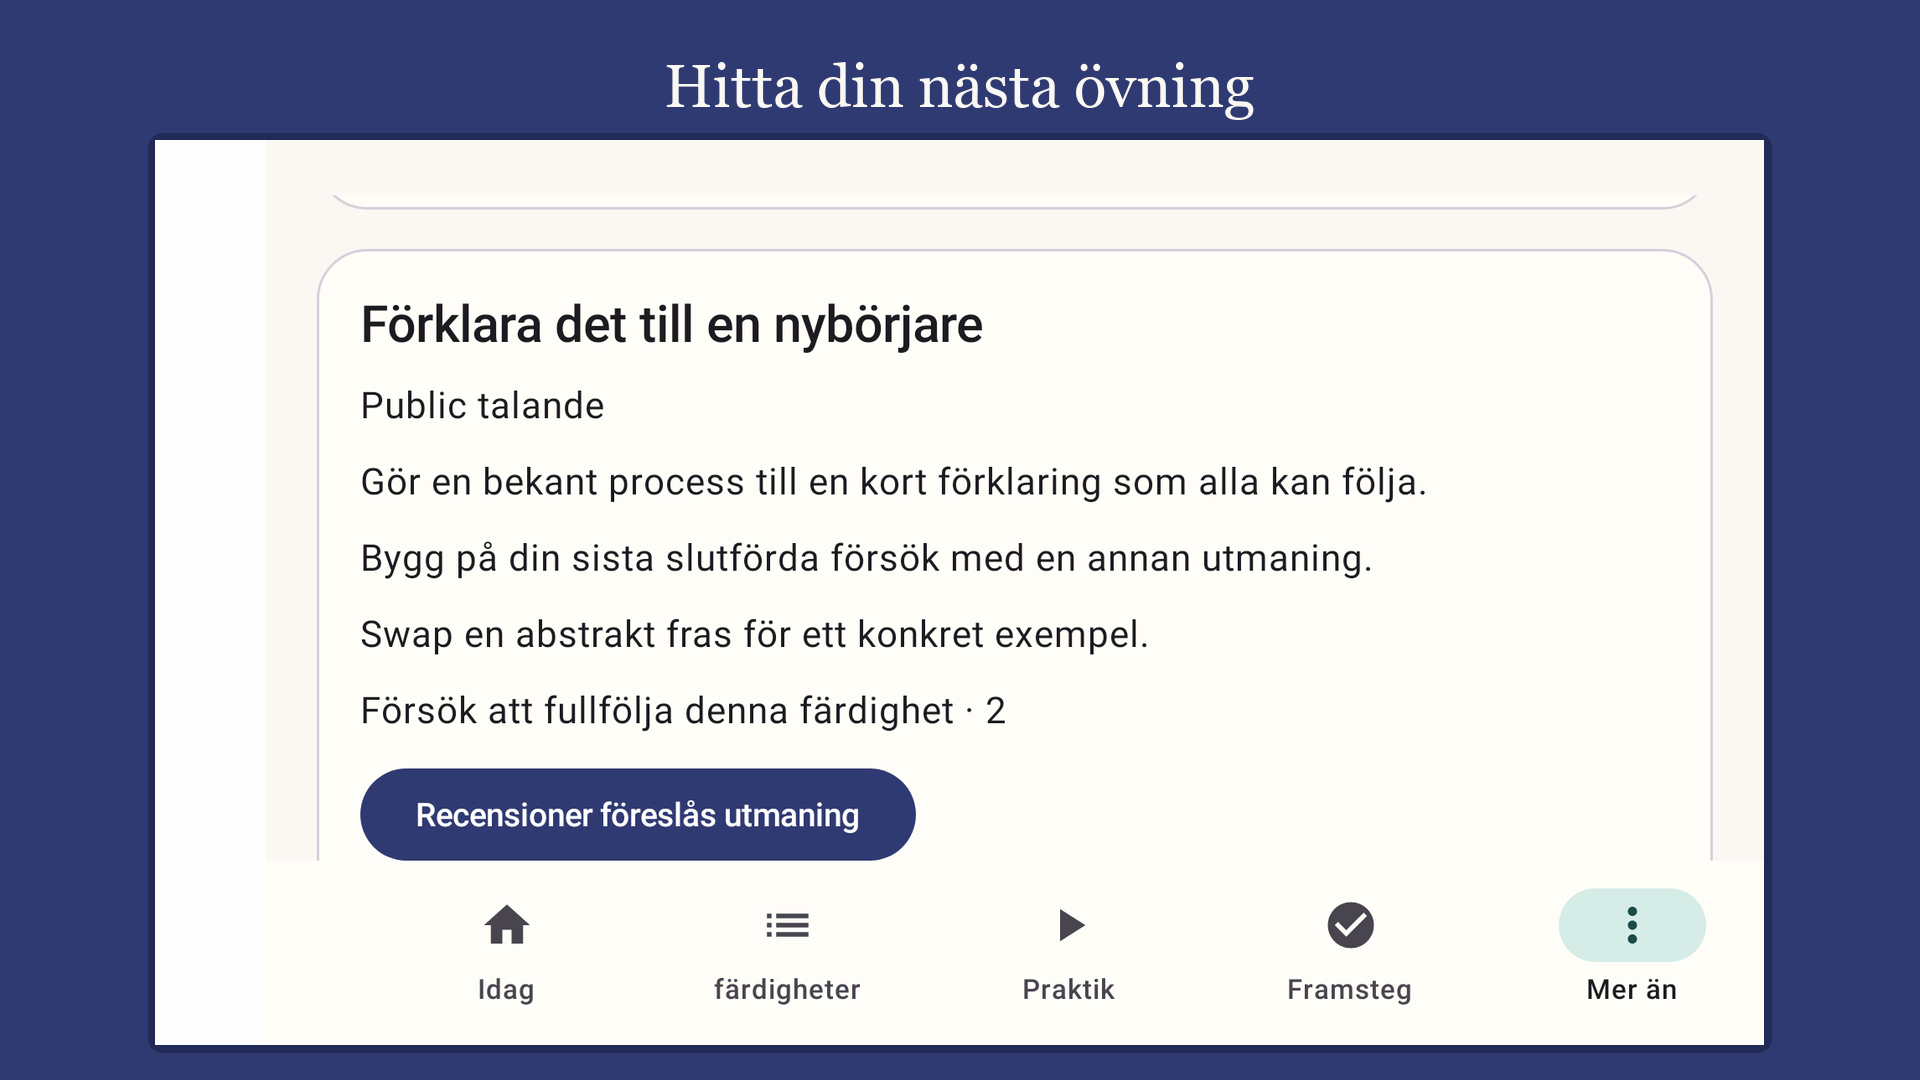 Hitta din nästa övning
Förklara det till en nybörjare
Public talande
Gör en bekant process till en kort förklaring som alla kan följa.
Bygg på din sista slutförda försök med en annan utmaning.
Swap en abstrakt fras för ett konkret exempel.
Försök att fullfölja denna färdighet · 2
Recensioner föreslås utmaning
Idag
färdigheter
Praktik
Framsteg
Mer än